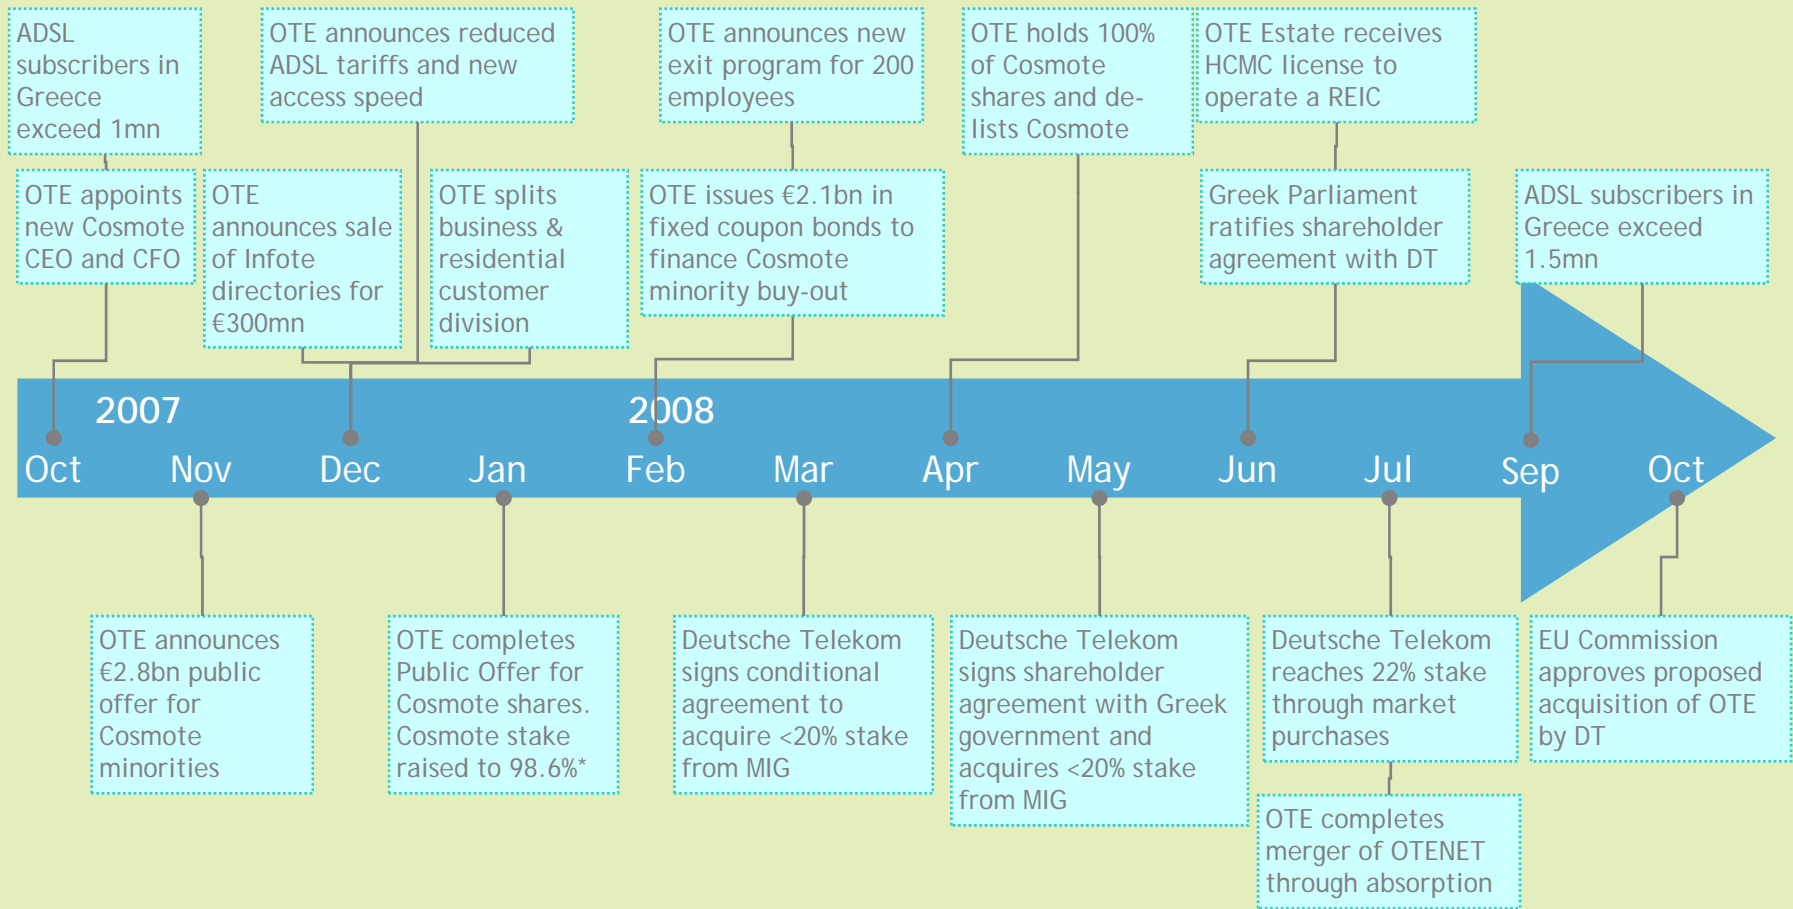 ADSL
subscribers in
Greece
exceed 1mn
OTE announces reduced
ADSL tariffs and new
access speed
OTE announces new
exit program for 200
employees
OTE holds 100%
of Cosmote
shares and de-
lists Cosmote
OTE Estate receives
HCMC license to
operate a REIC
OTE appoints
new Cosmote
CEO and CFO
OTE
announces sale
of Infote
directories for
€300mn
OTE splits
business &
residential
customer
division
OTE issues €2.1bn in
fixed coupon bonds to
finance Cosmote
minority buy-out
Greek Parliament
ratifies shareholder
agreement with DT
ADSL subscribers in
Greece exceed
1.5mn
2007
2008
Oct
Nov
Dec
Jan
Feb
Mar
Apr
May
Jun
Jul
Sep
Oct
OTE announces
€2.8bn public
offer for
Cosmote
minorities
OTE completes
Public Offer for
Cosmote shares.
Cosmote stake
raised to 98.6%*
Deutsche Telekom
signs conditional
agreement to
acquire <20% stake
from MIG
Deutsche Telekom
signs shareholder
agreement with Greek
government and
acquires <20% stake
from MIG
Deutsche Telekom
reaches 22% stake
through market
purchases
EU Commission
approves proposed
acquisition of OTE
by DT
OTE completes
merger of OTENET
through absorption